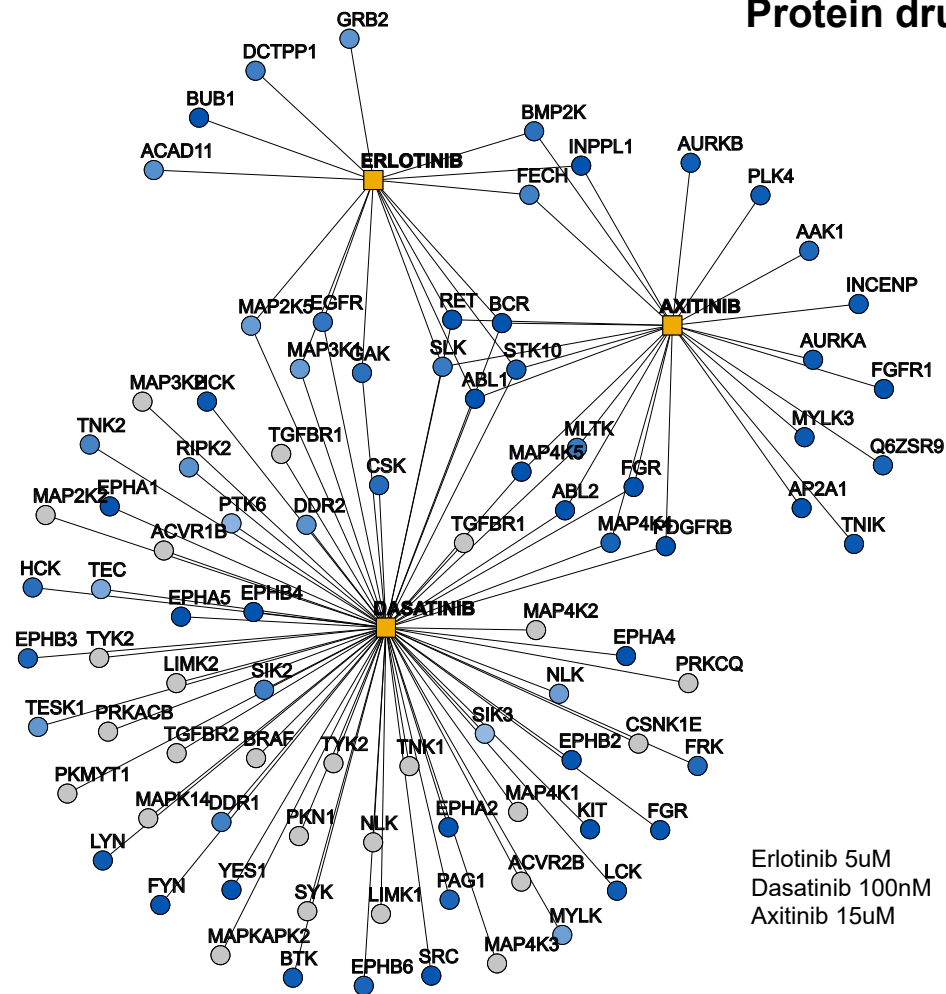 Protein dru
GRB2
DCTPP1
BUB1
BMP2K
ACAD11
ERLOTINIB
INPPL1
AURKB
FECH
PLK4
AAK1
INCENP
MAP2K5
EGFR
RET
BCR
AXITINIB
AURKA
MAP3K1
GAK
SLK
STK10
FGFR1
ABL1
MAP3K2
HCK
TNK2
MYLK3
MLTK
Q6ZSR9
RIPK2
TGFBR1
CSK
MAP4K5
FGR
MAP2K2
EPHA1
PTK6
DDR2
ABL2
AP2A1
ACVR1B
TGFBR1
MAP4K4
PDGFRB
TNIK
HCK
TEC
EPHA5
EPHB4
DASATINIB
MAP4K2
EPHB3
TYK2
EPHA4
LIMK2
SIK2
NLK
PRKCQ
TESK1
PRKACB
SIK3
CSNK1E
TGFBR2
BRAF
TYK2
TNK1
EPHB2
FRK
PKMYT1
MAPK14
DDR1
PKN1
NLK
EPHA2
MAP4K1
KIT
FGR
LYN
YES1
ACVR2B
LCK
FYN
SYK
LIMK1
PAG1
MYLK
MAPKAPK2
BTK
EPHB6
SRC
MAP4K3
Erlotinib 5uM
Dasatinib 100nM
Axitinib 15uM